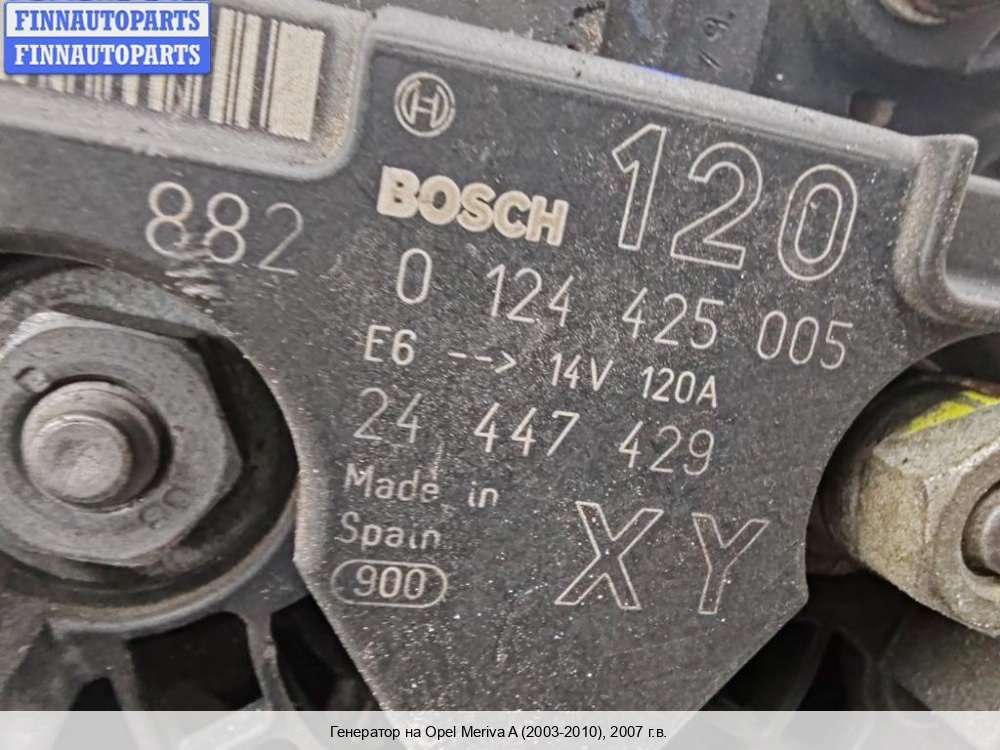 FINNAUTOPARTS
FINNAUTOPARTS
882
BOSCH
120
0 124 425 005
E6 --> 14V 120A
24 447 429
Made in
Spain
900
XY
Генератор на Opel Meriva A (2003-2010), 2007 г.в.